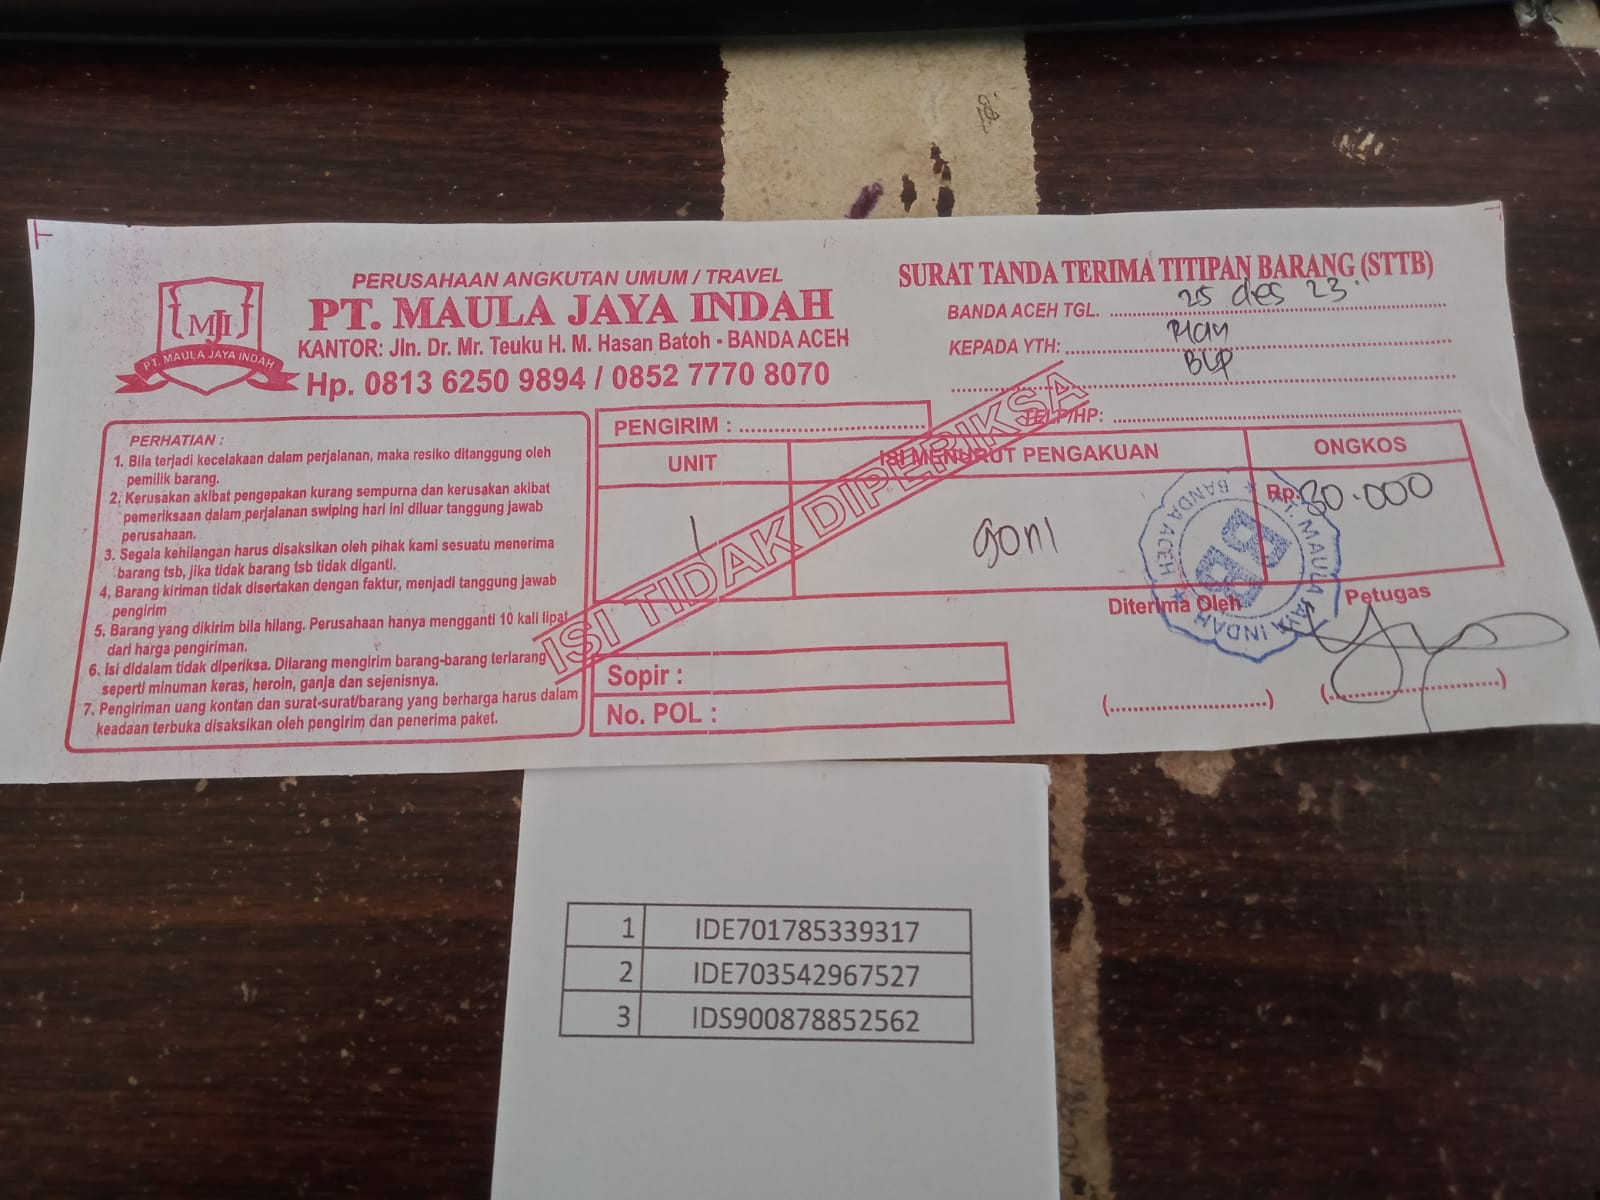 MJI
PT. MAULA JAYA INDAH
PERUSAHAAN ANGKUTAN UMUM / TRAVEL
PT. MAULA JAYA INDAH
KANTOR: Jln. Dr. Mr. Teuku H. M. Hasan Batoh - BANDA ACEH
Hp. 0813 6250 9894 / 0852 7770 8070
SURAT TANDA TERIMA TITIPAN BARANG (STTB)
BANDA ACEH TGL. 25 des 23.
KEPADA YTH:
BLP
TELP/HP:
PERHATIAN :
1. Bila terjadi kecelakaan dalam perjalanan, maka resiko ditanggung oleh
pemilik barang.
2. Kerusakan akibat pengepakan kurang sempurna dan kerusakan akibat
pemeriksaan dalam perjalanan swiping hari ini diluar tanggung jawab
perusahaan.
3. Segala kehilangan harus disaksikan oleh pihak kami sesuatu menerima
barang tsb, jika tidak barang tsb tidak diganti.
4. Barang kiriman tidak disertakan dengan faktur, menjadi tanggung jawab
pengirim
5. Barang yang dikirim bila hilang. Perusahaan hanya mengganti 10 kali lipat
dari harga pengiriman.
6. Isi didalam tidak diperiksa. Dilarang mengirim barang-barang terlarang
seperti minuman keras, heroin, ganja dan sejenisnya.
7. Pengiriman uang kontan dan surat-surat/barang yang berharga harus dalam
keadaan terbuka disaksikan oleh pengirim dan penerima paket.
PENGIRIM :
UNIT ISI MENURUT PENGAKUAN ONGKOS
1 goni Rp. 30.000
ISI TIDAK DIPERIKSA
PT. MAULA JAYA INDAH
BANDA ACEH
Diterima Oleh Petugas
Sopir :
No. POL :
1 IDE701785339317
2 IDE703542967527
3 IDS900878852562